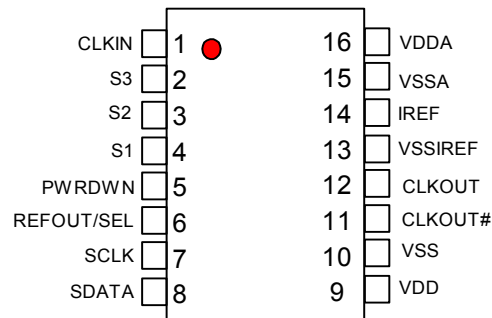 CLKIN 1 16 VDDA
S3 2 15 VSSA
S2 3 14 IREF
S1 4 13 VSSIREF
PWRDWN 5 12 CLKOUT
REFOUT/SEL 6 11 CLKOUT#
SCLK 7 10 VSS
SDATA 8 9 VDD